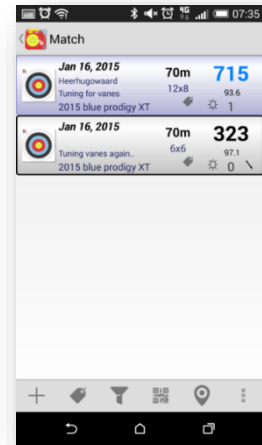 4G 07:35
Match
Jan 16, 2015 70m 715
Heerhugowaard 12x8 93.6
Tuning for vanes
2015 blue prodigy XT 1
Jan 16, 2015 70m 323
6x6 97.1
Tuning vanes again..
2015 blue prodigy XT 0